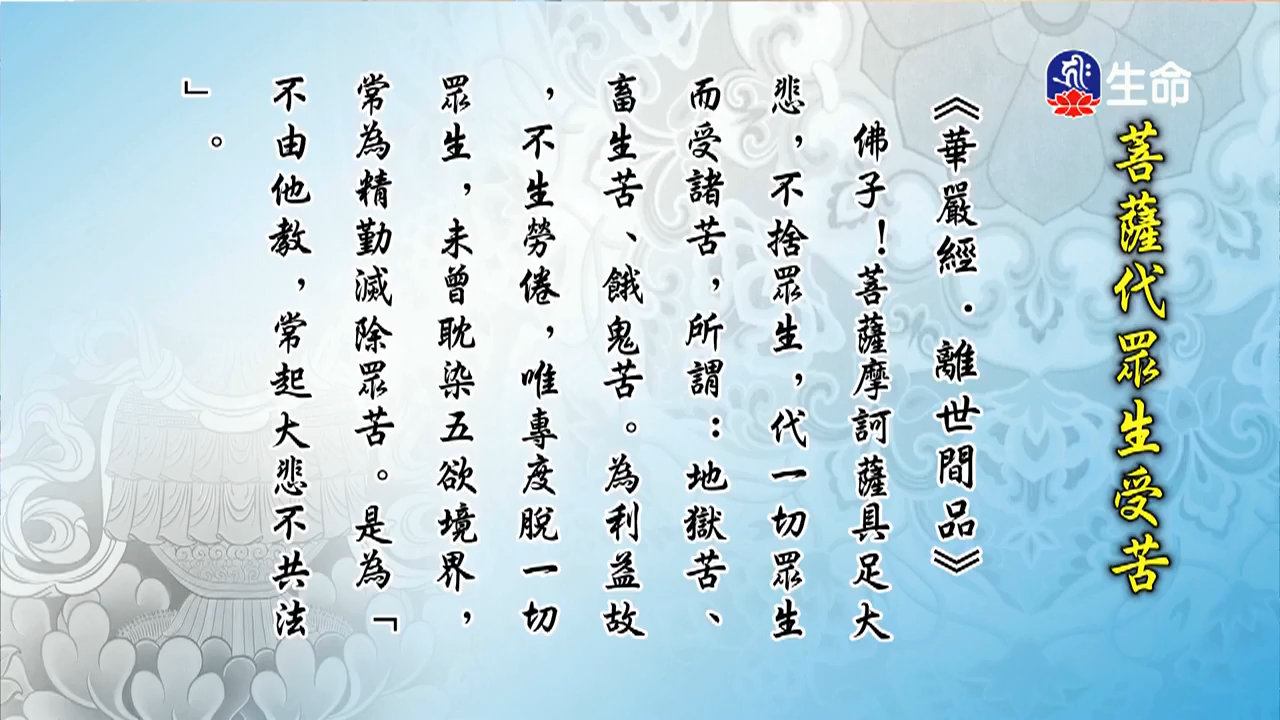 生命
菩薩代眾生受苦
《華嚴經．離世間品》
佛子！菩薩摩訶薩具足大
悲，不捨眾生，代一切眾生
而受諸苦，所謂：地獄苦、
畜生苦、餓鬼苦。為利益故
，不生勞倦，唯專度脫一切
眾生，未曾耽染五欲境界，
常為精勤滅除眾苦。是為「
不由他教，常起大悲不共法
」。